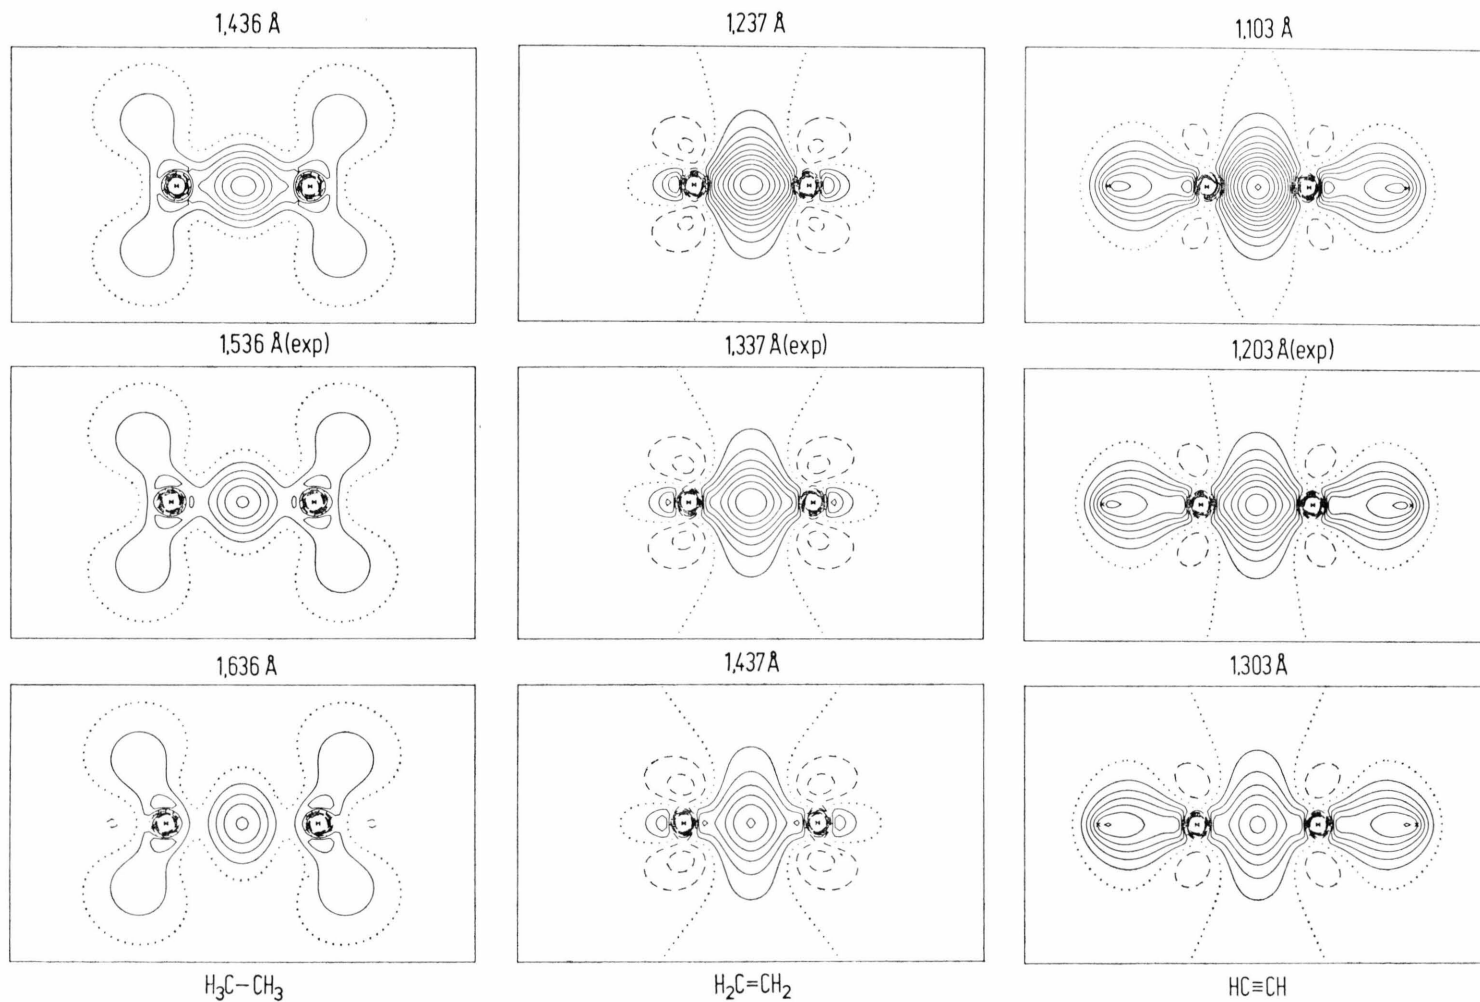 1,436 Å
1,237 Å
1,103 Å
1,536 Å(exp)
1,337 Å(exp)
1,203 Å(exp)
1,636 Å
1,437 Å
1,303 Å
H₃C−CH₃
H₂C=CH₂
HC≡CH